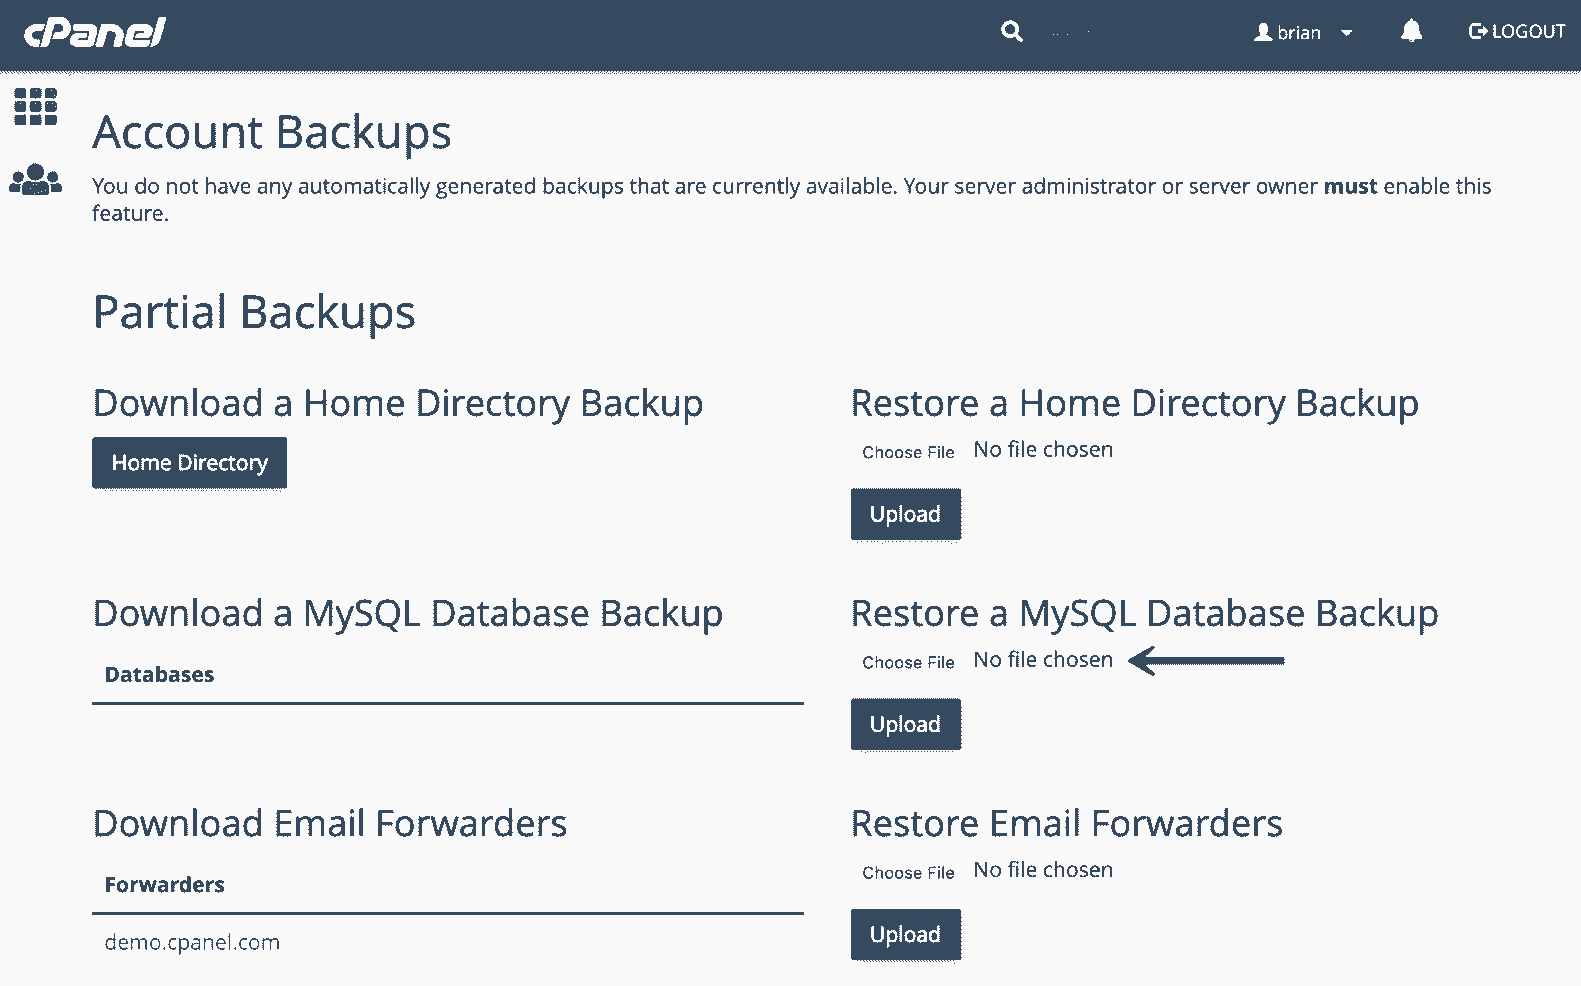 cPanel
brian
LOGOUT
Account Backups
You do not have any automatically generated backups that are currently available. Your server administrator or server owner must enable this
feature.
Partial Backups
Download a Home Directory Backup
Home Directory
Restore a Home Directory Backup
Choose File No file chosen
Upload
Download a MySQL Database Backup
Databases
Restore a MySQL Database Backup
Choose File No file chosen
Upload
Download Email Forwarders
Forwarders
demo.cpanel.com
Restore Email Forwarders
Choose File No file chosen
Upload